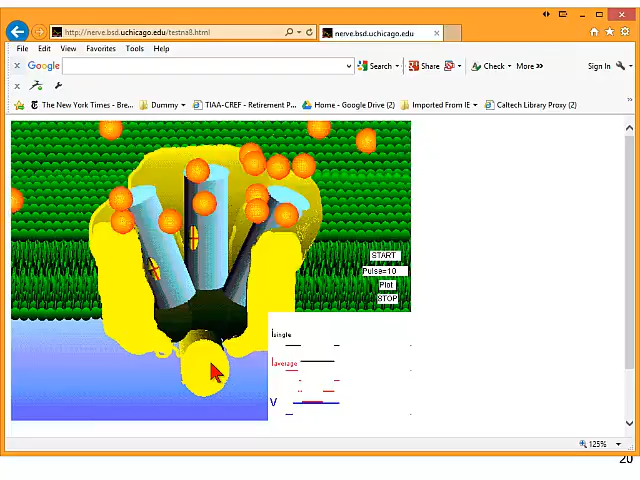 http://nerve.bsd.uchicago.edu/testna8.html
nerve.bsd.uchicago.edu
File Edit View Favorites Tools Help
x Google Search Share Check More » Sign In
x
The New York Times - Bre... Dummy TIAA-CREF - Retirement P... Home - Google Drive (2) Imported From IE Caltech Library Proxy (2) »
START
Pulse=10
Plot
STOP
Isingle
Iaverage
V
125%
20